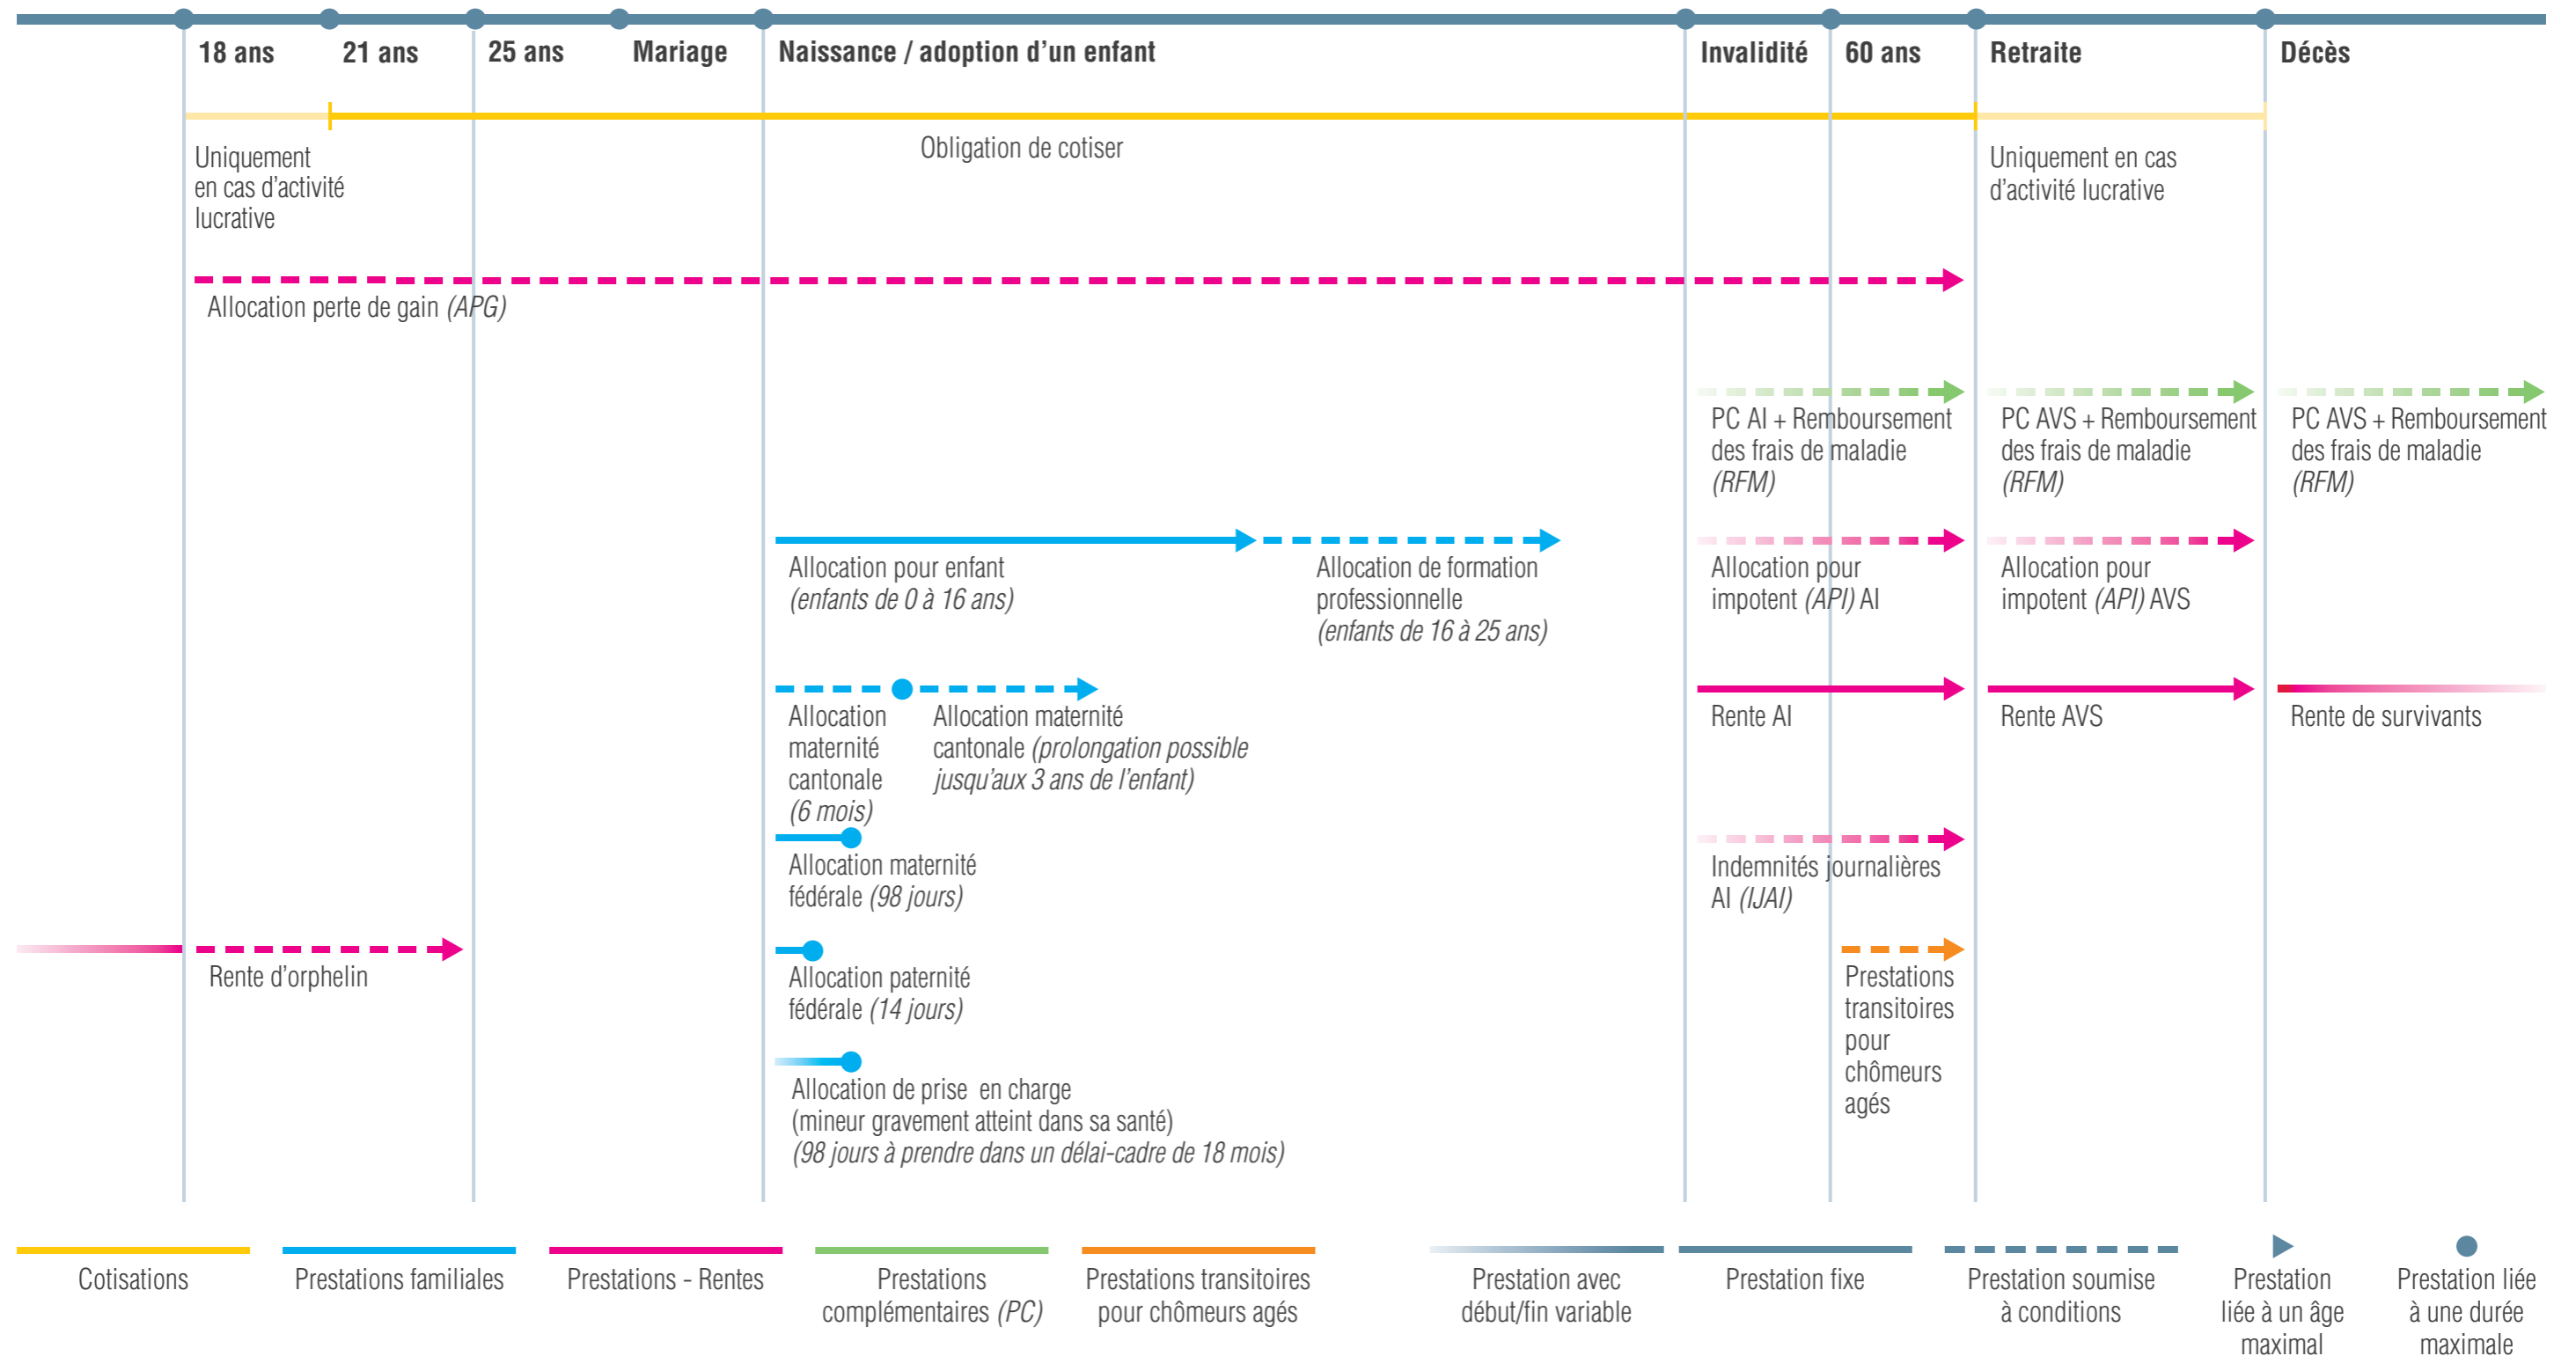 18 ans
21 ans
25 ans
Mariage
Naissance / adoption d'un enfant
Invalidité
60 ans
Retraite
Décès
Uniquement
en cas d'activité
lucrative
Obligation de cotiser
Uniquement en cas
d'activité lucrative
Allocation perte de gain (APG)
PC AI + Remboursement
des frais de maladie
(RFM)
PC AVS + Remboursement
des frais de maladie
(RFM)
PC AVS + Remboursement
des frais de maladie
(RFM)
Allocation pour enfant
(enfants de 0 à 16 ans)
Allocation de formation
professionnelle
(enfants de 16 à 25 ans)
Allocation pour
impotent (API) AI
Allocation pour
impotent (API) AVS
Allocation
maternité
cantonale
(6 mois)
Allocation maternité
cantonale (prolongation possible
jusqu'aux 3 ans de l'enfant)
Rente AI
Rente AVS
Rente de survivants
Allocation maternité
fédérale (98 jours)
Indemnités journalières
AI (IJAI)
Rente d'orphelin
Allocation paternité
fédérale (14 jours)
Prestations
transitoires
pour
chômeurs
agés
Allocation de prise  en charge
(mineur gravement atteint dans sa santé)
(98 jours à prendre dans un délai-cadre de 18 mois)
Cotisations
Prestations familiales
Prestations - Rentes
Prestations
complémentaires (PC)
Prestations transitoires
pour chômeurs agés
Prestation avec
début/fin variable
Prestation fixe
Prestation soumise
à conditions
Prestation
liée à un âge
maximal
Prestation liée
à une durée
maximale